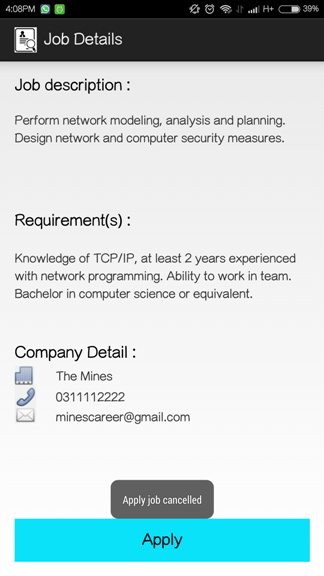 4:08PM H+ 39%
Job Details
Job description :
Perform network modeling, analysis and planning.
Design network and computer security measures.
Requirement(s) :
Knowledge of TCP/IP, at least 2 years experienced
with network programming. Ability to work in team.
Bachelor in computer science or equivalent.
Company Detail :
The Mines
0311112222
minescareer@gmail.com
Apply job cancelled
Apply